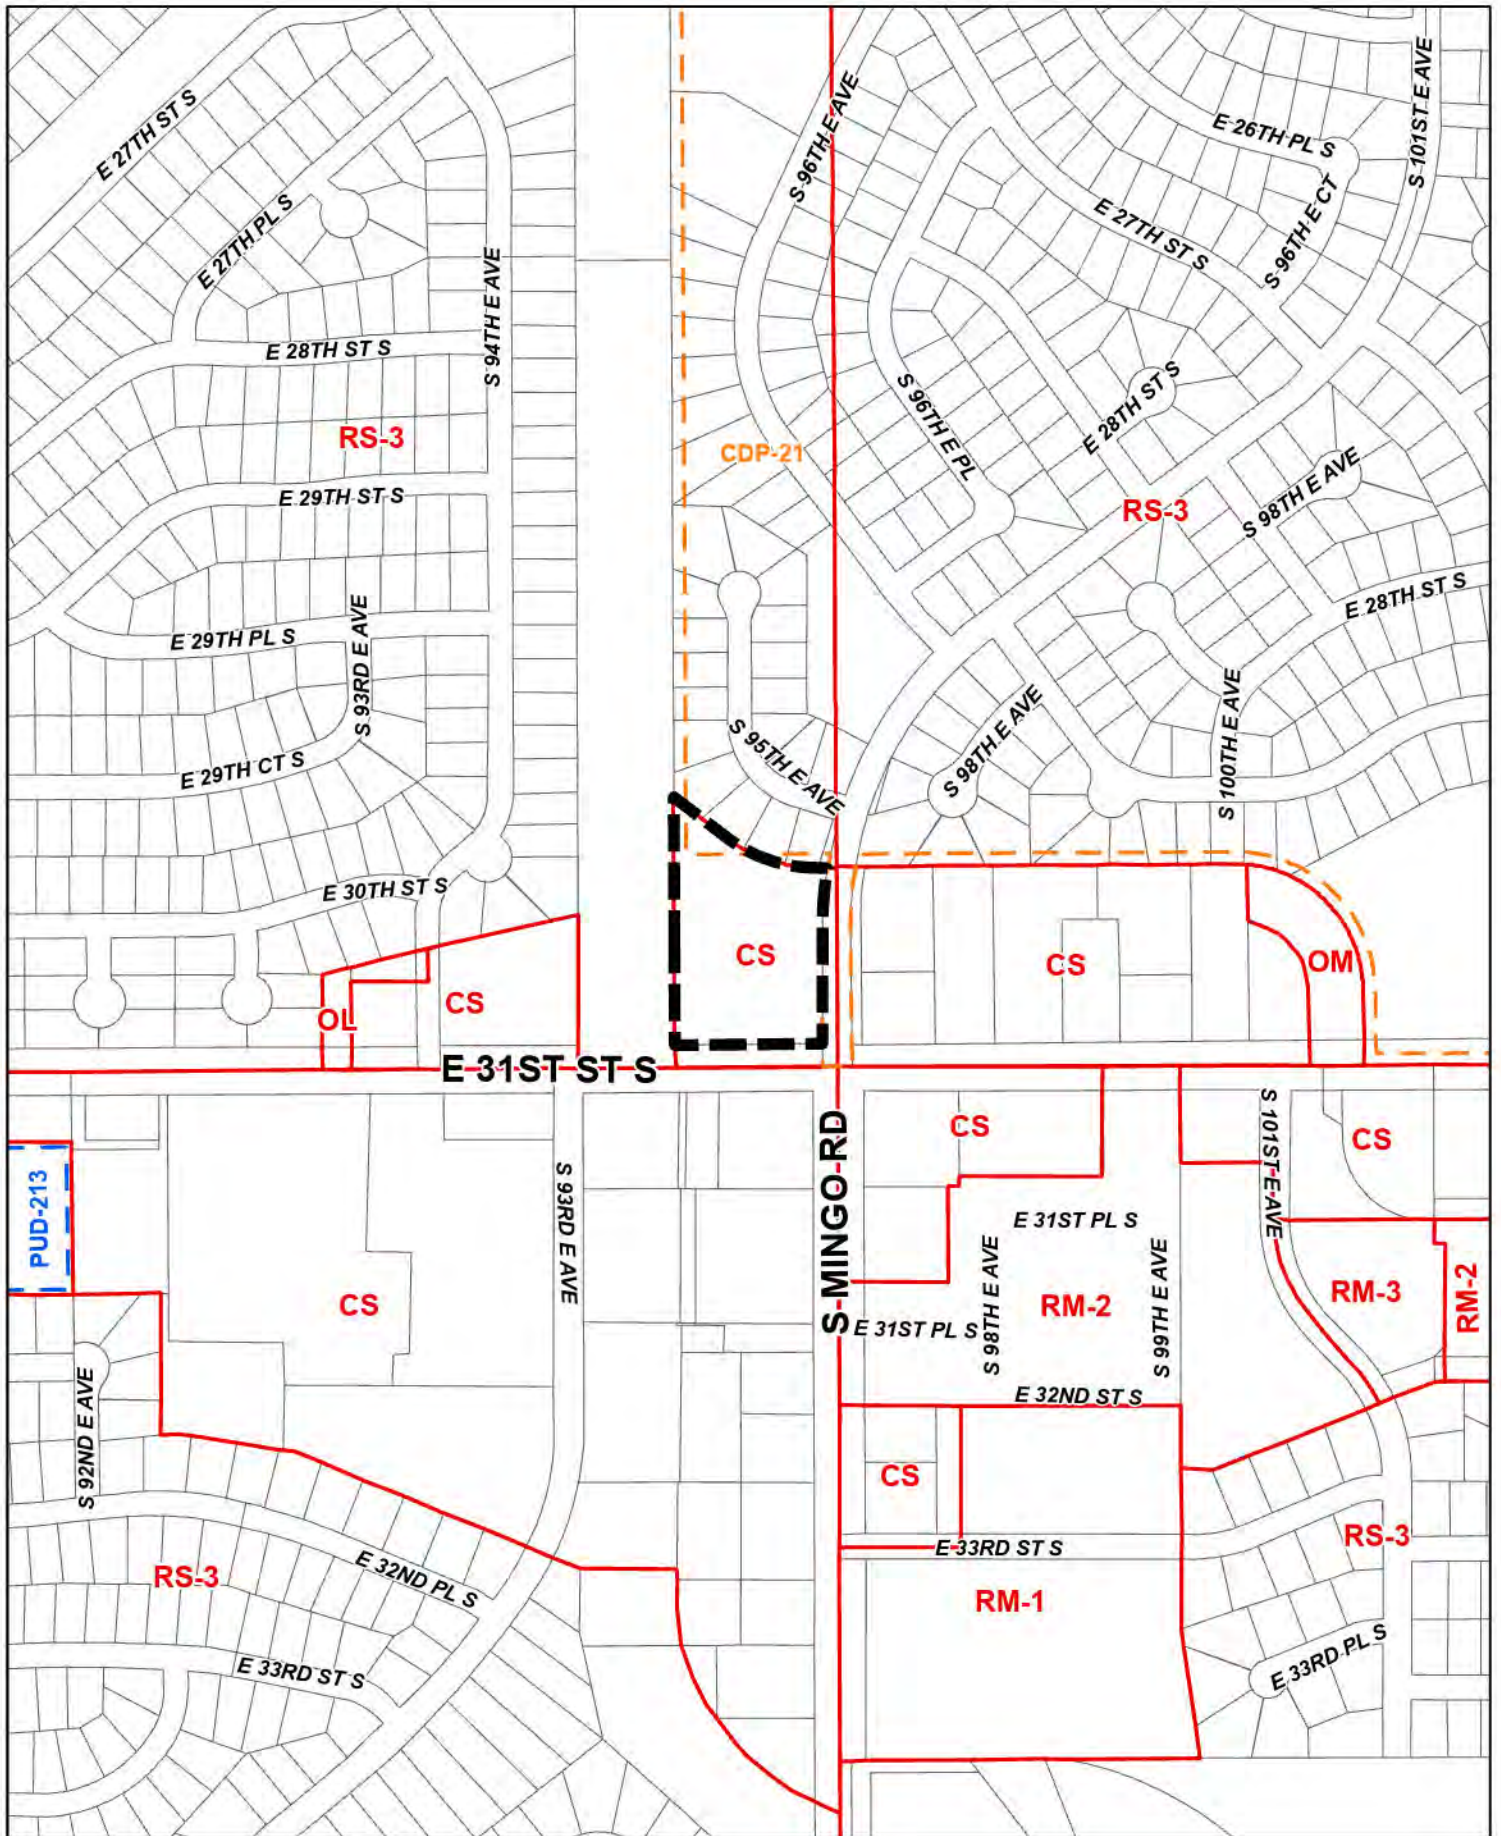 E 27TH ST S
S 96TH E AVE
E 26TH PL S
S 101ST E AVE
E 27TH PL S
E 27TH ST S
S 96TH E CT
S 94TH E AVE
E 28TH ST S
S 96TH E PL
E 28TH ST S
RS-3
CDP-21
E 29TH ST S
S 98TH E AVE
RS-3
E 28TH ST S
E 29TH PL S
S 93RD E AVE
S 95TH E AVE
S 98TH E AVE
S 100TH E AVE
E 29TH CT S
E 30TH ST S
CS
CS
OM
CS
OL
E 31ST ST S
S MINGO RD
CS
S 101ST E AVE
CS
PUD-213
S 93RD E AVE
E 31ST PL S
S 98TH E AVE
S 99TH E AVE
RM-3
RM-2
CS
RM-2
E 31ST PL S
E 32ND ST S
S 92ND E AVE
CS
RS-3
E 33RD ST S
RS-3
E 32ND PL S
RM-1
E 33RD PL S
E 33RD ST S